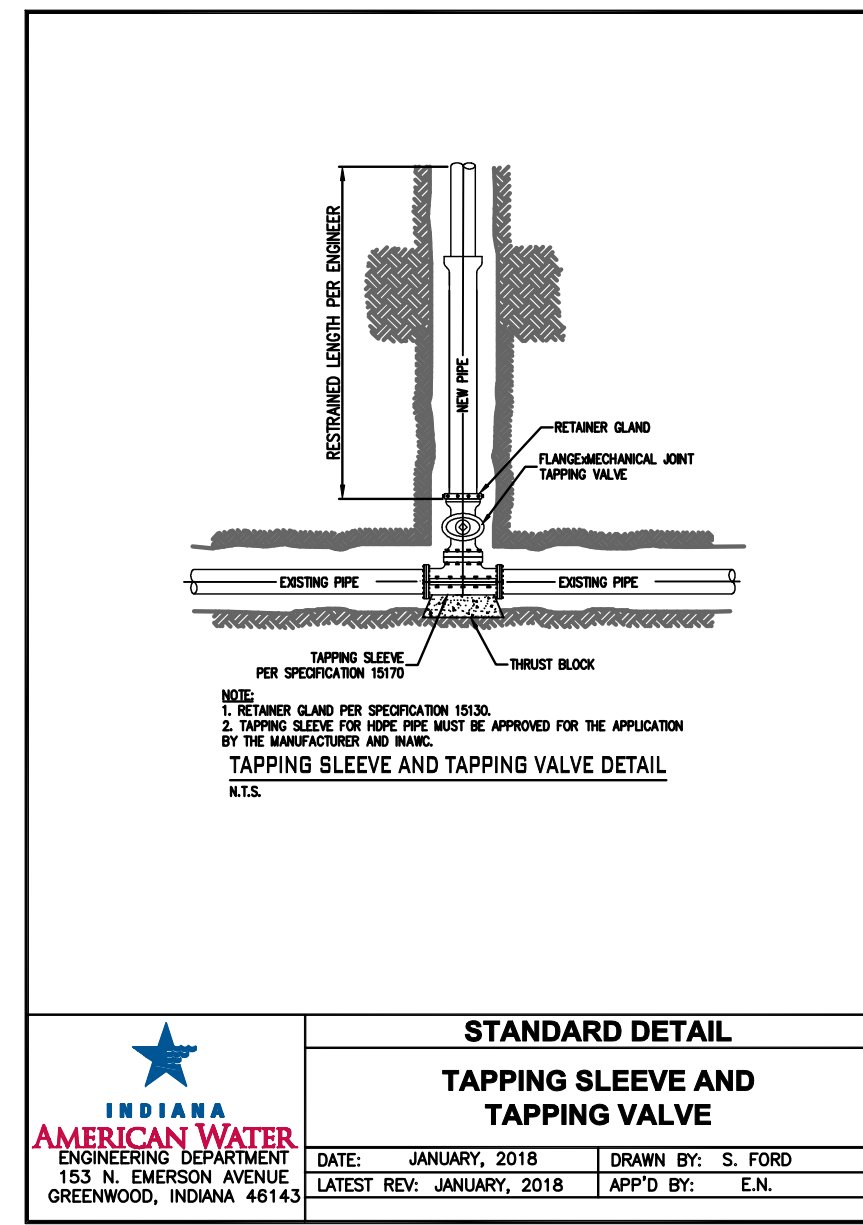 RESTRAINED LENGTH PER ENGINEER
NEW PIPE
RETAINER GLAND
FLANGExMECHANICAL JOINT
TAPPING VALVE
EXISTING PIPE
EXISTING PIPE
TAPPING SLEEVE
PER SPECIFICATION 15170
THRUST BLOCK
NOTE:
1. RETAINER GLAND PER SPECIFICATION 15130.
2. TAPPING SLEEVE FOR HDPE PIPE MUST BE APPROVED FOR THE APPLICATION
BY THE MANUFACTURER AND INAWC.
TAPPING SLEEVE AND TAPPING VALVE DETAIL
N.T.S.
INDIANA
AMERICAN WATER
ENGINEERING DEPARTMENT
153 N. EMERSON AVENUE
GREENWOOD, INDIANA 46143
STANDARD DETAIL
TAPPING SLEEVE AND
TAPPING VALVE
DATE: JANUARY, 2018
DRAWN BY: S. FORD
LATEST REV: JANUARY, 2018
APP'D BY: E.N.